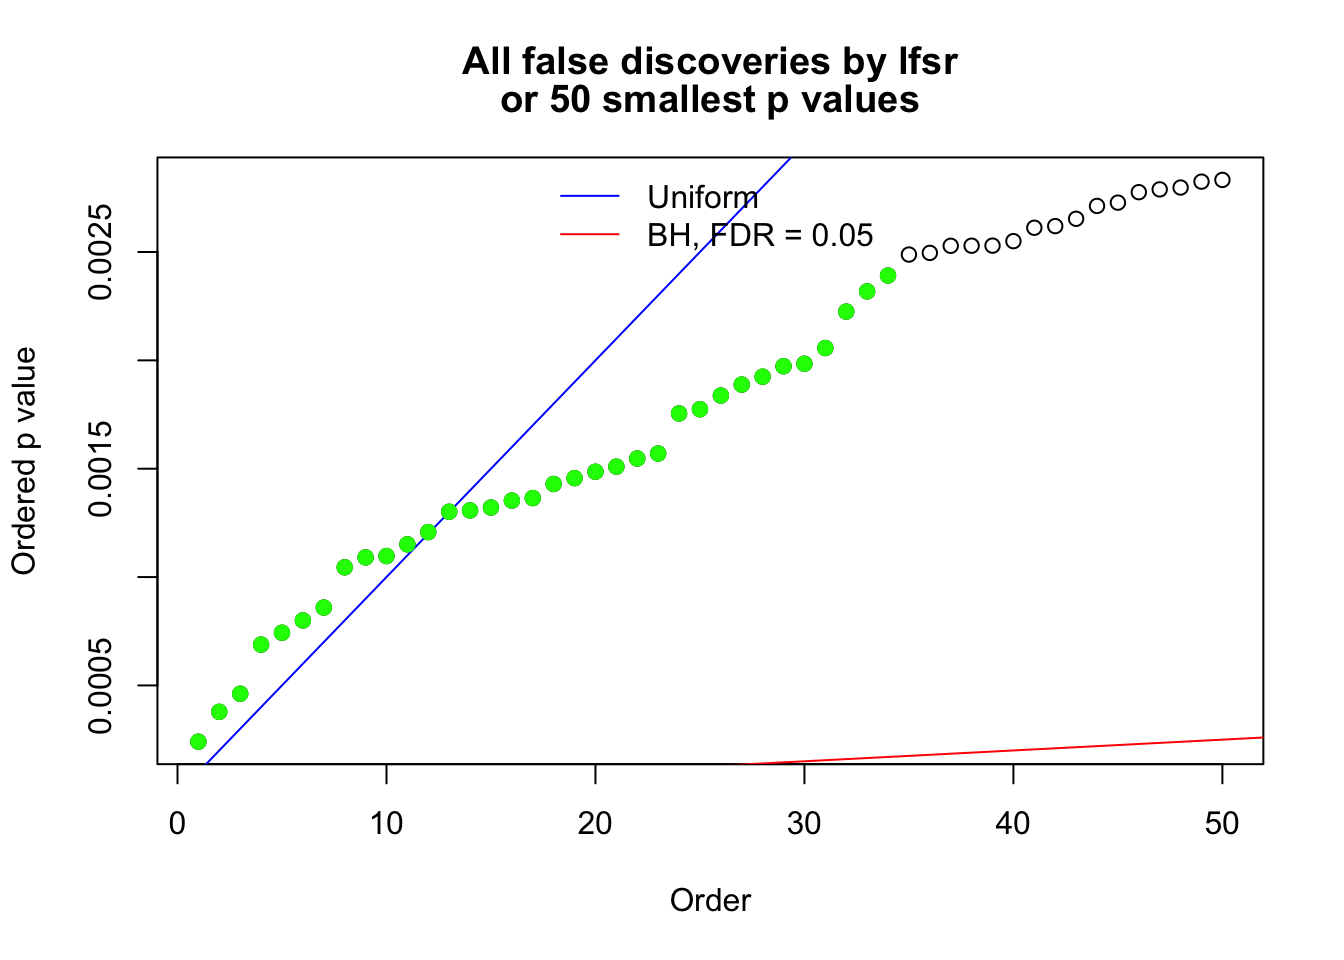 All false discoveries by lfsr
or 50 smallest p values
Uniform
BH, FDR = 0.05
Ordered p value
0.0025
0.0015
0.0005
0 10 20 30 40 50
Order